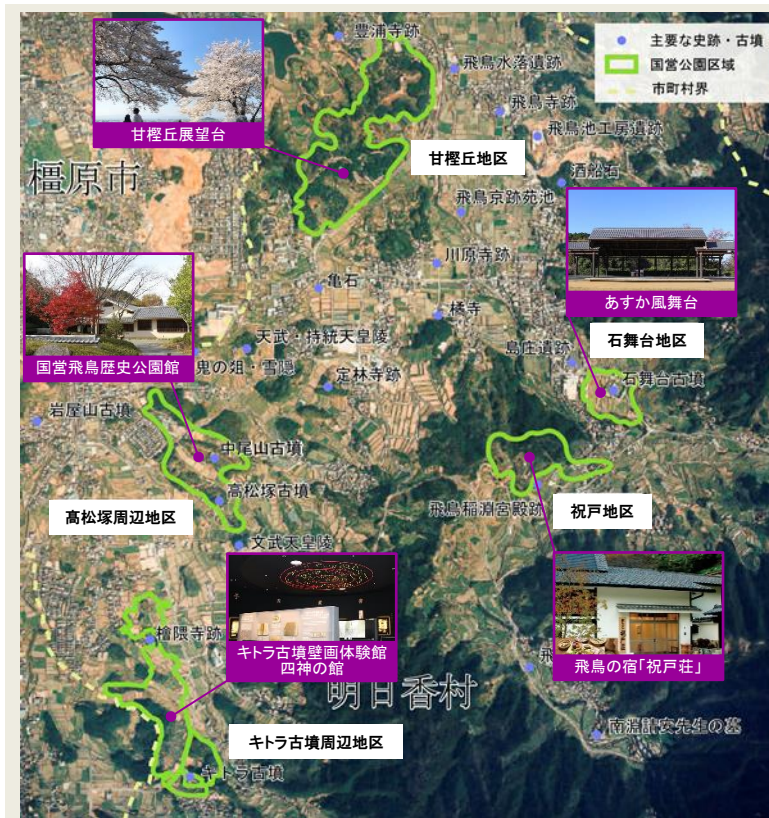 豊浦寺跡
主要な史跡・古墳
国営公園区域
市町村界
飛鳥水落遺跡
飛鳥寺跡
飛鳥池工房遺跡
甘樫丘展望台
甘樫丘地区
酒船石
橿原市
飛鳥京跡苑池
川原寺跡
亀石
あすか風舞台
橘寺
天武・持統天皇陵
島庄遺跡
石舞台地区
国営飛鳥歴史公園館
鬼の俎・雪隠
定林寺跡
石舞台古墳
岩屋山古墳
中尾山古墳
高松塚古墳
飛鳥稲淵宮殿跡
祝戸地区
髙松塚周辺地区
文武天皇陵
檜隈寺跡
キトラ古墳壁画体験館
四神の館
飛鳥の宿「祝戸荘」
飛
明日香村
南淵請安先生の墓
キトラ古墳周辺地区
キトラ古墳